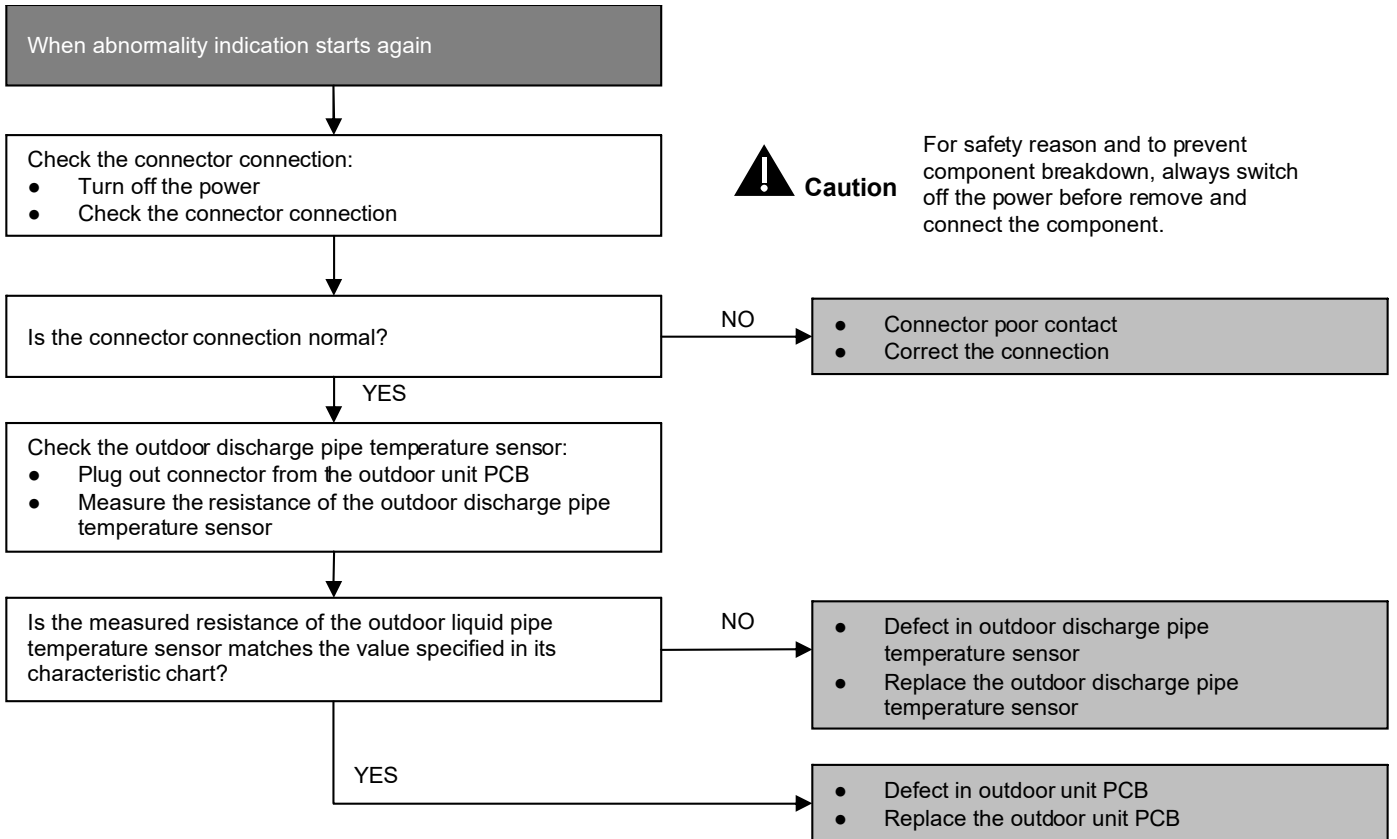 When abnormality indication starts again
Check the connector connection:
● Turn off the power
● Check the connector connection
Caution
For safety reason and to prevent
component breakdown, always switch
off the power before remove and
connect the component.
Is the connector connection normal?
NO
● Connector poor contact
● Correct the connection
YES
Check the outdoor discharge pipe temperature sensor:
● Plug out connector from the outdoor unit PCB
● Measure the resistance of the outdoor discharge pipe
temperature sensor
Is the measured resistance of the outdoor liquid pipe
temperature sensor matches the value specified in its
characteristic chart?
NO
● Defect in outdoor discharge pipe
temperature sensor
● Replace the outdoor discharge pipe
temperature sensor
YES
● Defect in outdoor unit PCB
● Replace the outdoor unit PCB